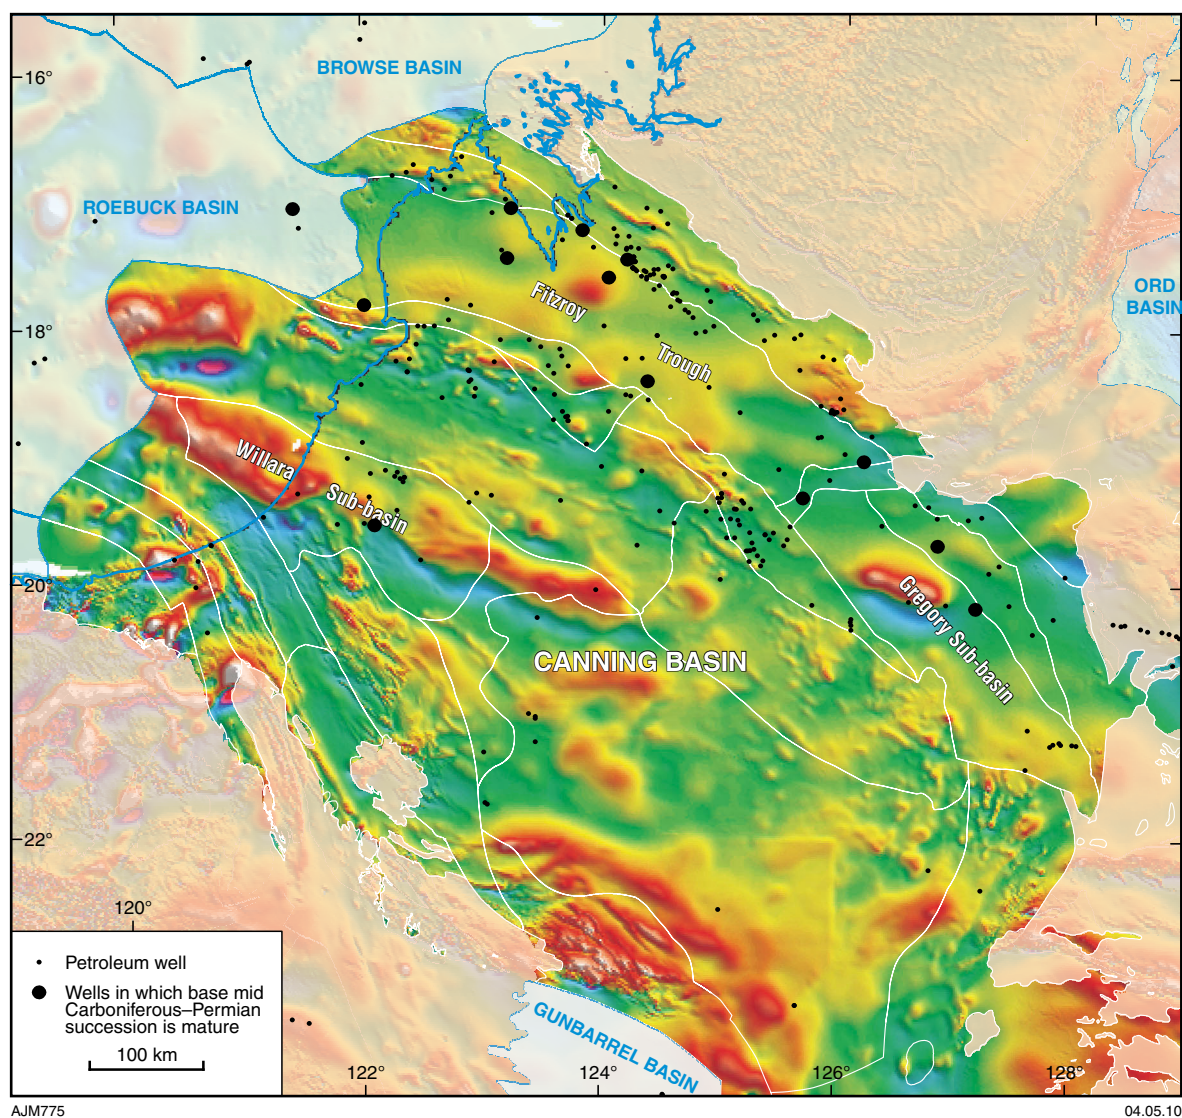 BROWSE BASIN
16°
ROEBUCK BASIN
ORD
BASIN
Fitzroy
Trough
18°
Willara
Sub-basin
20°
Gregory Sub-basin
CANNING BASIN
22°
120°
Petroleum well
Wells in which base mid
Carboniferous–Permian
succession is mature
100 km
GUNBARREL BASIN
122°
124°
126°
128°
AJM775
04.05.10